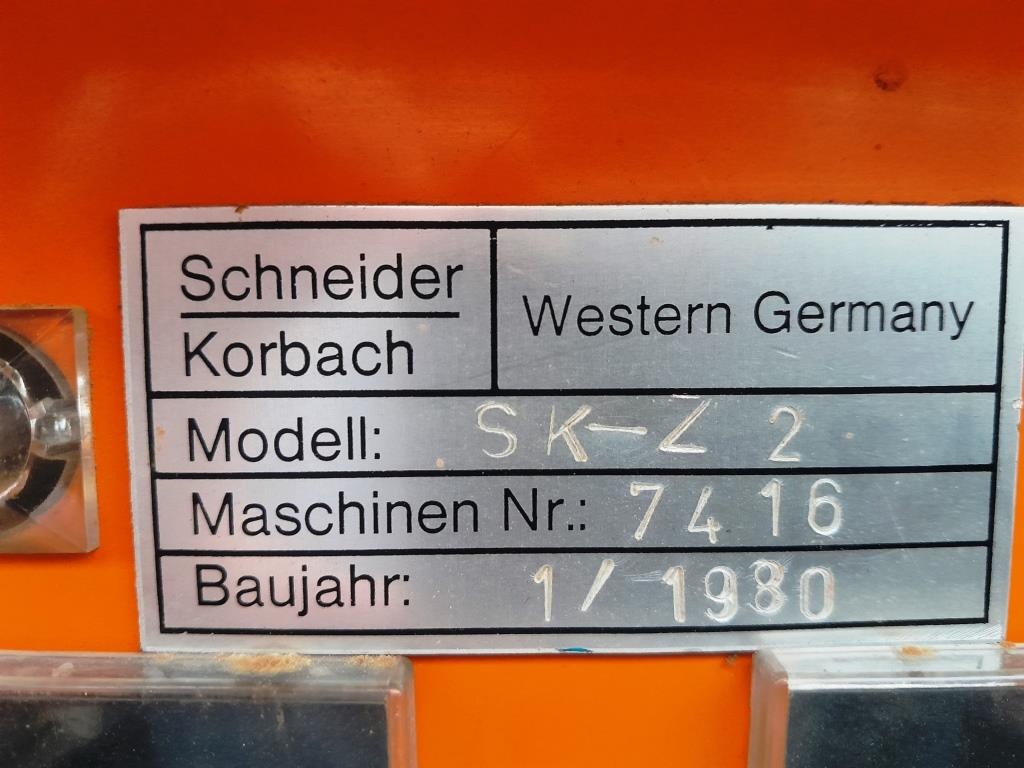 Schneider
Korbach
Western Germany
Modell: SK-Z 2
Maschinen Nr.: 7416
Baujahr: 1/1980